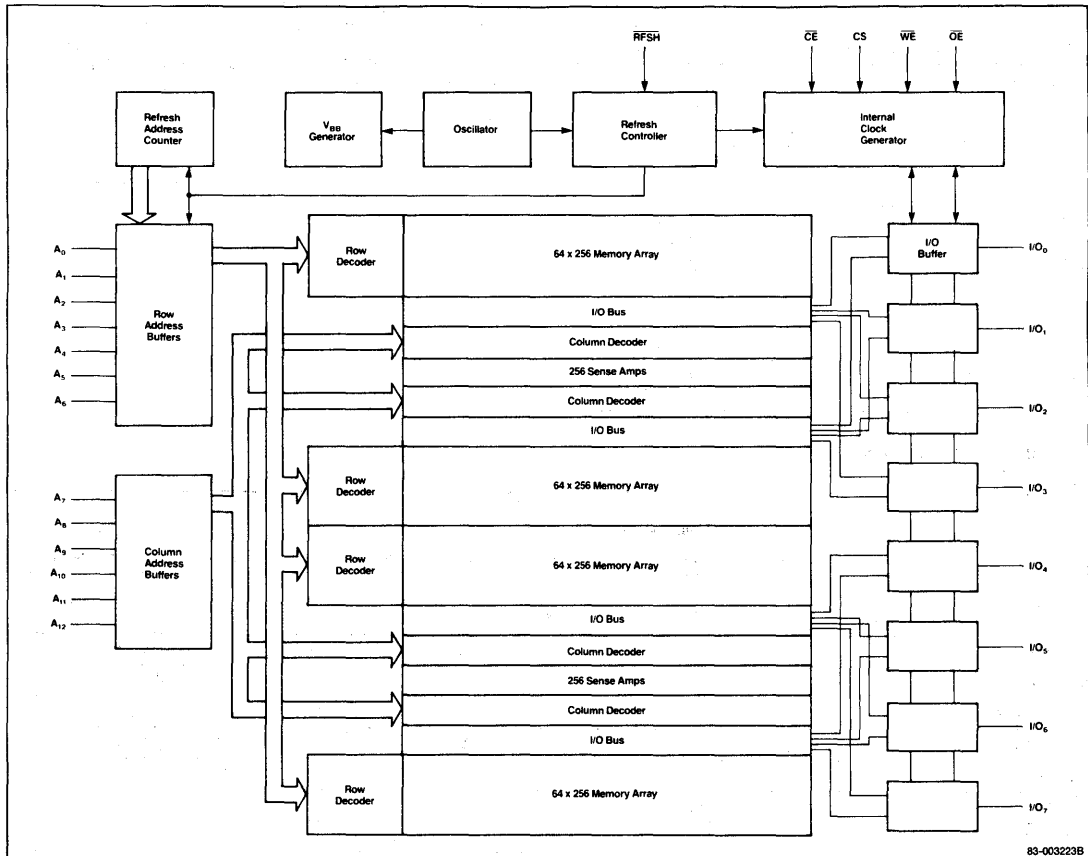 R̅F̅S̅H̅
C̅E̅ CS W̅E̅ O̅E̅
Refresh
Address
Counter
VBB
Generator
Oscillator
Refresh
Controller
Internal
Clock
Generator
A₀
A₁
A₂
A₃
A₄
A₅
A₆
Row
Address
Buffers
Row
Decoder
64 x 256 Memory Array
I/O Bus
Column Decoder
256 Sense Amps
Column Decoder
I/O Bus
Row
Decoder
64 x 256 Memory Array
Row
Decoder
64 x 256 Memory Array
I/O Bus
Column Decoder
256 Sense Amps
Column Decoder
I/O Bus
Row
Decoder
64 x 256 Memory Array
A₇
A₈
A₉
A₁₀
A₁₁
A₁₂
Column
Address
Buffers
I/O
Buffer
I/O₀
I/O₁
I/O₂
I/O₃
I/O₄
I/O₅
I/O₆
I/O₇
83-003223B